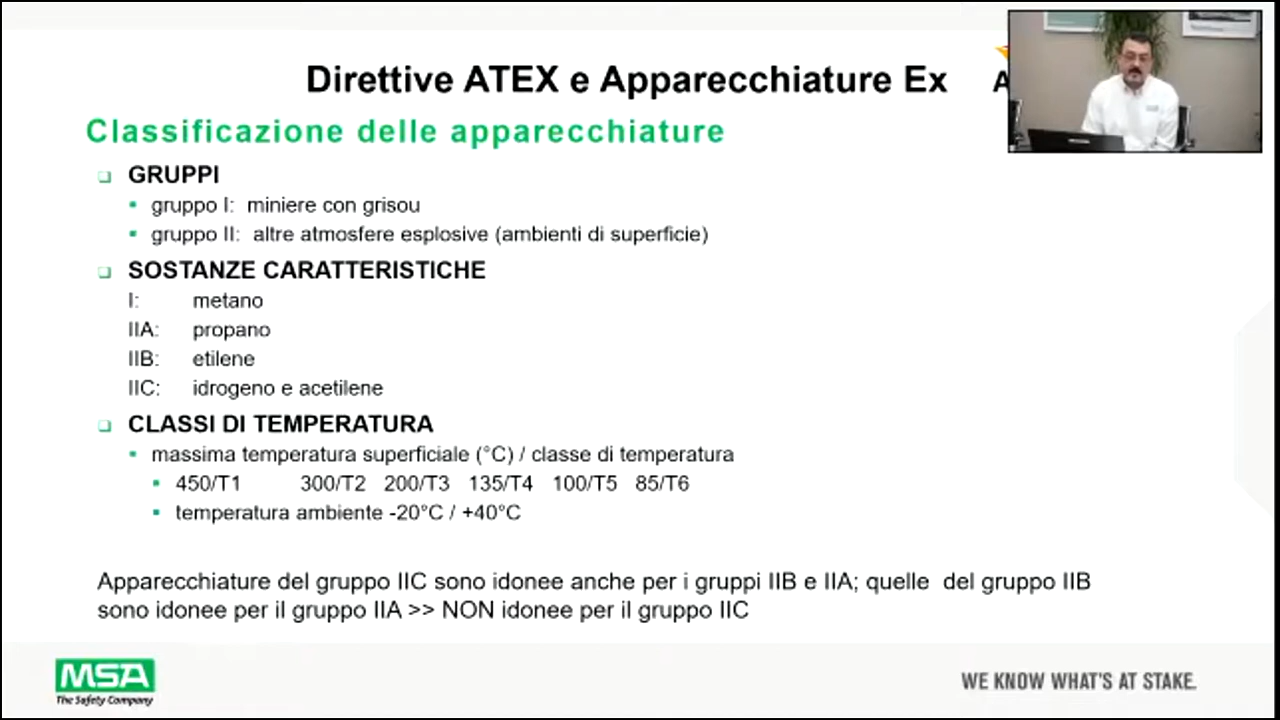 Direttive ATEX e Apparecchiature Ex
Classificazione delle apparecchiature
GRUPPI
gruppo I: miniere con grisou
gruppo II: altre atmosfere esplosive (ambienti di superficie)
SOSTANZE CARATTERISTICHE
I: metano
IIA: propano
IIB: etilene
IIC: idrogeno e acetilene
CLASSI DI TEMPERATURA
massima temperatura superficiale (°C) / classe di temperatura
450/T1 300/T2 200/T3 135/T4 100/T5 85/T6
temperatura ambiente -20°C / +40°C
Apparecchiature del gruppo IIC sono idonee anche per i gruppi IIB e IIA; quelle del gruppo IIB
sono idonee per il gruppo IIA >> NON idonee per il gruppo IIC
MSA
The Safety Company
WE KNOW WHAT'S AT STAKE.